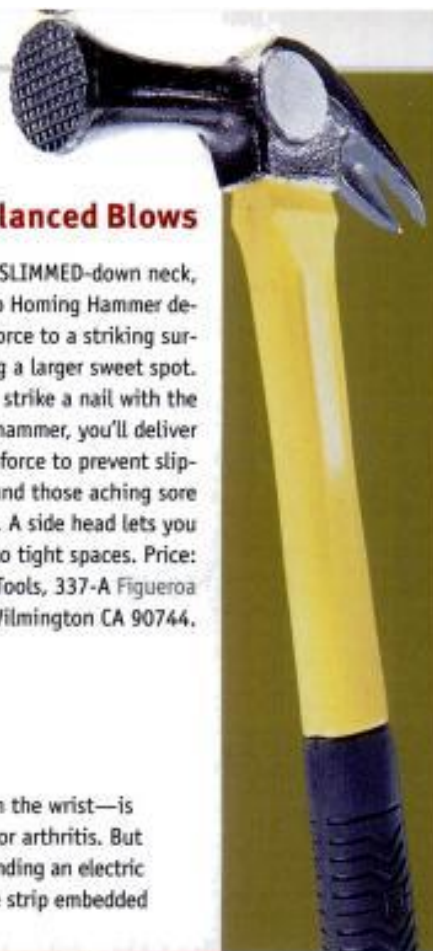 lanced Blows
SLIMMED-down neck,
o Homing Hammer de-
orce to a striking sur-
g a larger sweet spot.
strike a nail with the
hammer, you'll deliver
force to prevent slip-
und those aching sore
. A side head lets you
o tight spaces. Price:
Tools, 337-A Figueroa
Wilmington CA 90744.
n the wrist—is
or arthritis. But
nding an electric
e strip embedded